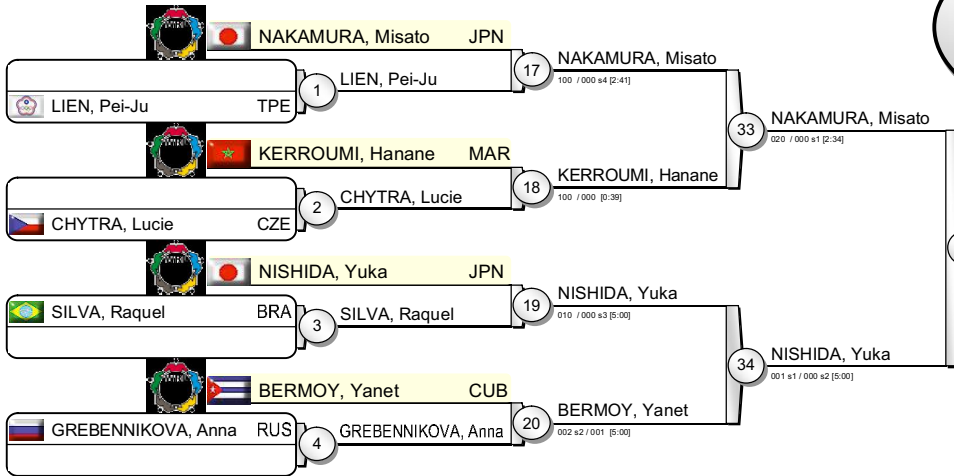 NAKAMURA, Misato JPN
LIEN, Pei-Ju TPE
1
LIEN, Pei-Ju
17
NAKAMURA, Misato
100 / 000 s4 [2:41]
KERROUMI, Hanane MAR
CHYTRA, Lucie CZE
2
CHYTRA, Lucie
18
KERROUMI, Hanane
100 / 000 [0:39]
33
NAKAMURA, Misato
020 / 000 s1 [2:34]
NISHIDA, Yuka JPN
SILVA, Raquel BRA
3
SILVA, Raquel
19
NISHIDA, Yuka
010 / 000 s3 [5:00]
BERMOY, Yanet CUB
GREBENNIKOVA, Anna RUS
4
GREBENNIKOVA, Anna
20
BERMOY, Yanet
002 s2 / 001 [5:00]
34
NISHIDA, Yuka
001 s1 / 000 s2 [5:00]